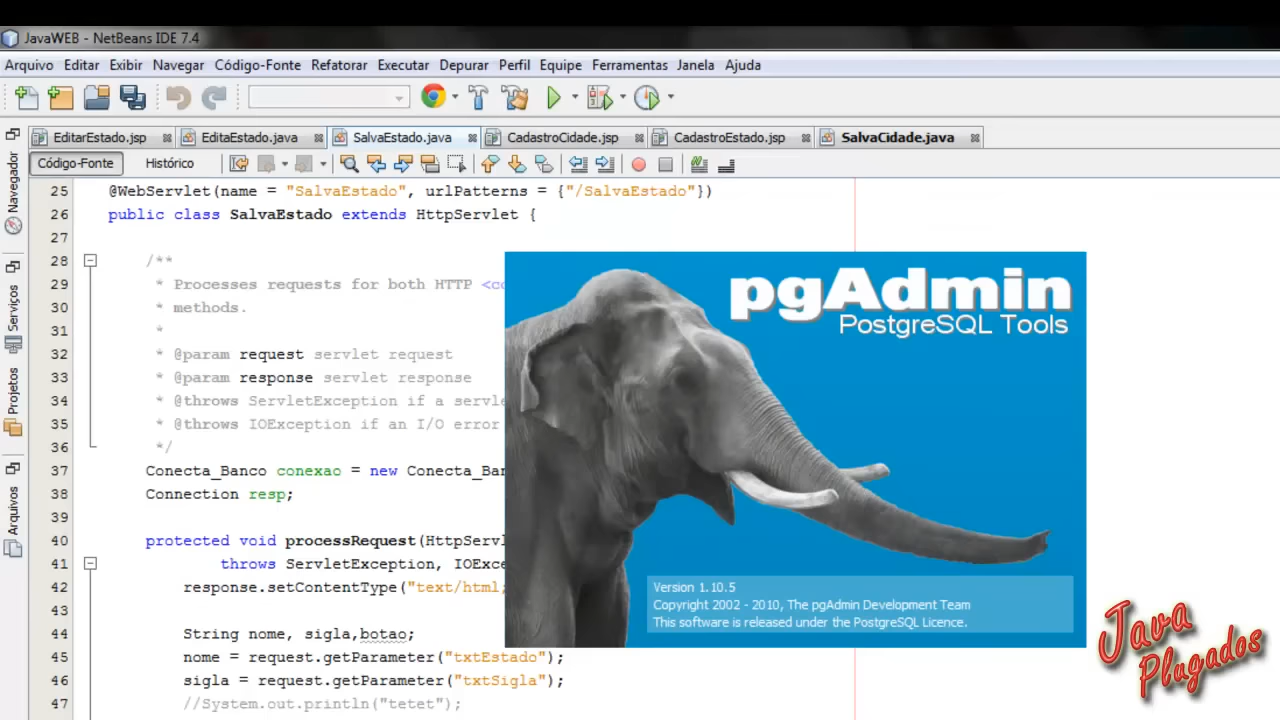 JavaWEB - NetBeans IDE 7.4
Arquivo Editar Exibir Navegar Código-Fonte Refatorar Executar Depurar Perfil Equipe Ferramentas Janela Ajuda
EditarEstado.jsp EditaEstado.java SalvaEstado.java CadastroCidade.jsp CadastroEstado.jsp SalvaCidade.java
Código-Fonte Histórico
Navegador
Serviços
Projetos
Arquivos
25 @WebServlet(name = "SalvaEstado", urlPatterns = {"/SalvaEstado"})
26 public class SalvaEstado extends HttpServlet {
27
28 /**
29 * Processes requests for both HTTP <co
30 * methods.
31 *
32 * @param request servlet request
33 * @param response servlet response
34 * @throws ServletException if a servle
35 * @throws IOException if an I/O error
36 */
37 Conecta_Banco conexao = new Conecta_Ban
38 Connection resp;
39
40 protected void processRequest(HttpServl
41 throws ServletException, IOExce
42 response.setContentType("text/html;
43
44 String nome, sigla,botao;
45 nome = request.getParameter("txtEstado");
46 sigla = request.getParameter("txtSigla");
47 //System.out.println("tetet");
pgAdmin
PostgreSQL Tools
Version 1.10.5
Copyright 2002 - 2010, The pgAdmin Development Team
This software is released under the PostgreSQL Licence.
Java
Plugados